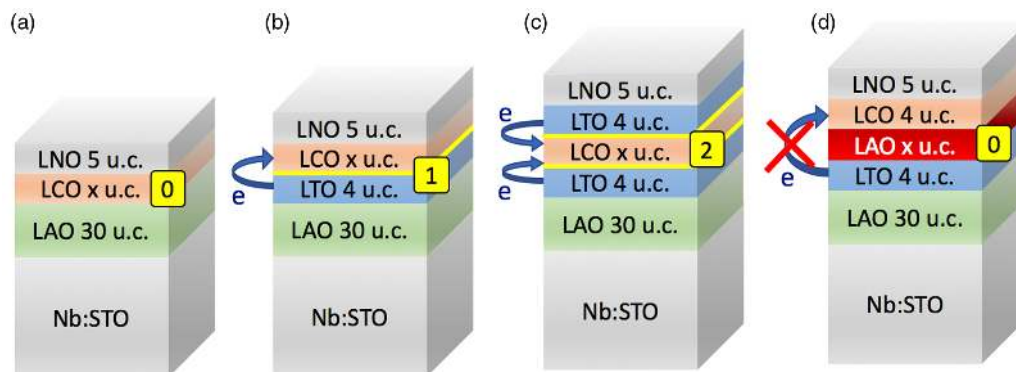 (a)
LNO 5 u.c.
LCO x u.c.
0
LAO 30 u.c.
Nb:STO
(b)
LNO 5 u.c.
LCO x u.c.
e
LTO 4 u.c.
1
LAO 30 u.c.
Nb:STO
(c)
LNO 5 u.c.
e
LTO 4 u.c.
LCO x u.c.
2
e
LTO 4 u.c.
LAO 30 u.c.
Nb:STO
(d)
LNO 5 u.c.
LCO 4 u.c.
LAO x u.c.
0
e
LTO 4 u.c.
LAO 30 u.c.
Nb:STO